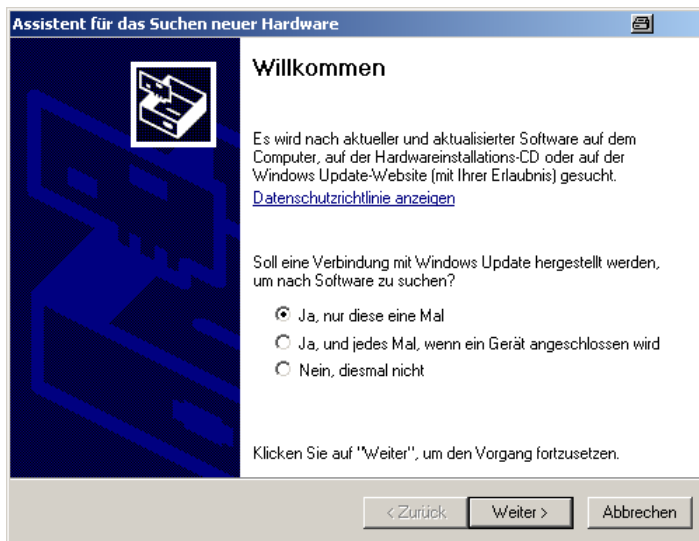 Assistent für das Suchen neuer Hardware
Willkommen
Es wird nach aktueller und aktualisierter Software auf dem
Computer, auf der Hardwareinstallations-CD oder auf der
Windows Update-Website (mit Ihrer Erlaubnis) gesucht.
Datenschutzrichtlinie anzeigen
Soll eine Verbindung mit Windows Update hergestellt werden,
um nach Software zu suchen?
Ja, nur diese eine Mal
Ja, und jedes Mal, wenn ein Gerät angeschlossen wird
Nein, diesmal nicht
Klicken Sie auf "Weiter", um den Vorgang fortzusetzen.
< Zurück Weiter > Abbrechen